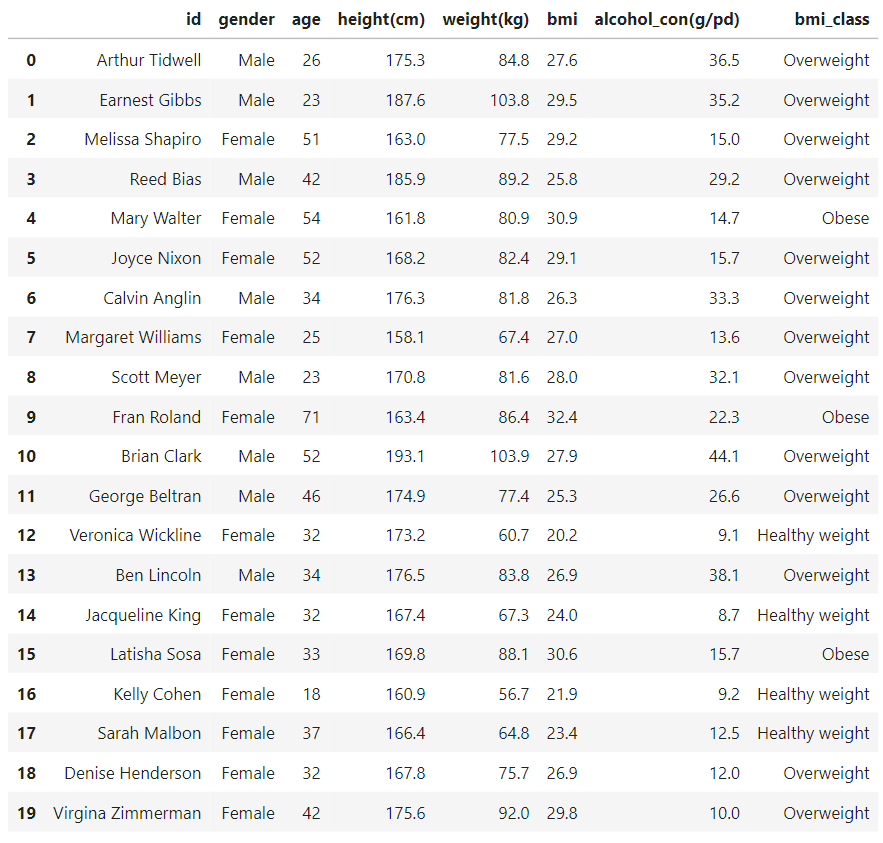 id gender age height(cm) weight(kg) bmi alcohol_con(g/pd) bmi_class
0 Arthur Tidwell Male 26 175.3 84.8 27.6 36.5 Overweight
1 Earnest Gibbs Male 23 187.6 103.8 29.5 35.2 Overweight
2 Melissa Shapiro Female 51 163.0 77.5 29.2 15.0 Overweight
3 Reed Bias Male 42 185.9 89.2 25.8 29.2 Overweight
4 Mary Walter Female 54 161.8 80.9 30.9 14.7 Obese
5 Joyce Nixon Female 52 168.2 82.4 29.1 15.7 Overweight
6 Calvin Anglin Male 34 176.3 81.8 26.3 33.3 Overweight
7 Margaret Williams Female 25 158.1 67.4 27.0 13.6 Overweight
8 Scott Meyer Male 23 170.8 81.6 28.0 32.1 Overweight
9 Fran Roland Female 71 163.4 86.4 32.4 22.3 Obese
10 Brian Clark Male 52 193.1 103.9 27.9 44.1 Overweight
11 George Beltran Male 46 174.9 77.4 25.3 26.6 Overweight
12 Veronica Wickline Female 32 173.2 60.7 20.2 9.1 Healthy weight
13 Ben Lincoln Male 34 176.5 83.8 26.9 38.1 Overweight
14 Jacqueline King Female 32 167.4 67.3 24.0 8.7 Healthy weight
15 Latisha Sosa Female 33 169.8 88.1 30.6 15.7 Obese
16 Kelly Cohen Female 18 160.9 56.7 21.9 9.2 Healthy weight
17 Sarah Malbon Female 37 166.4 64.8 23.4 12.5 Healthy weight
18 Denise Henderson Female 32 167.8 75.7 26.9 12.0 Overweight
19 Virgina Zimmerman Female 42 175.6 92.0 29.8 10.0 Overweight